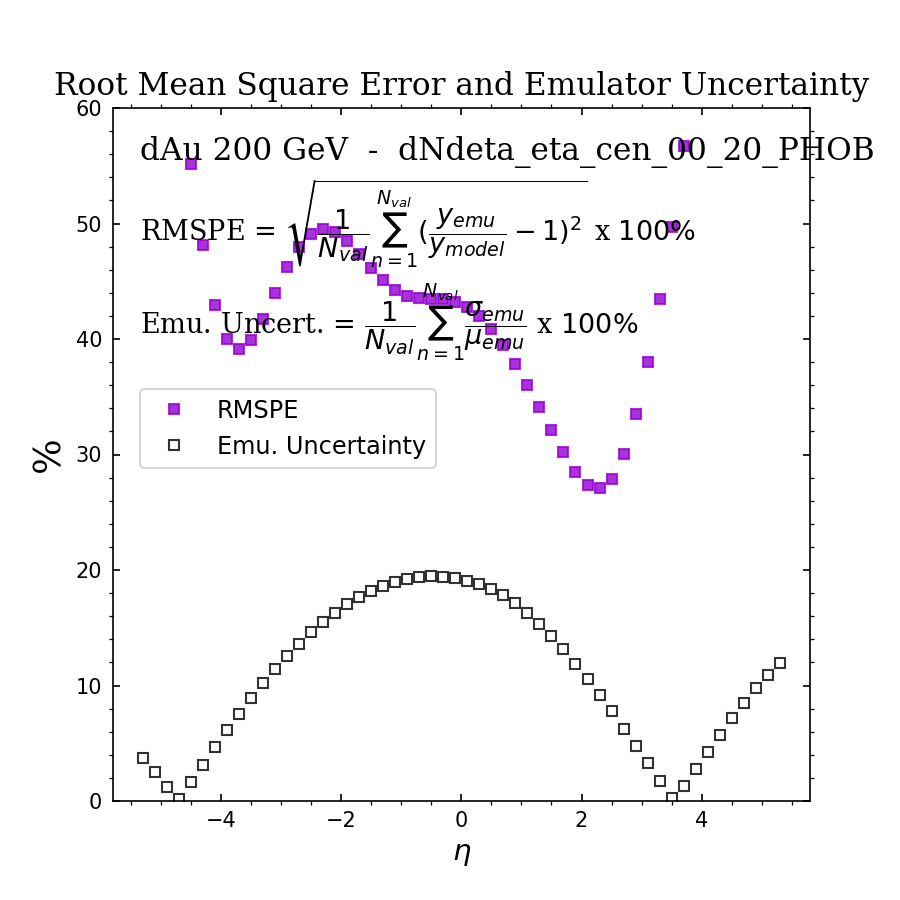 Root Mean Square Error and Emulator Uncertainty
dAu 200 GeV - dNdeta_eta_cen_00_20_PHOB
RMSPE = √(1/N_val ∑_{n=1}^{N_val} (y_emu/y_model − 1)²) x 100%
Emu. Uncert. = 1/N_val ∑_{n=1}^{N_val} σ_emu/μ_emu x 100%
RMSPE
Emu. Uncertainty
%
60
50
40
30
20
10
0
−4 −2 0 2 4
η